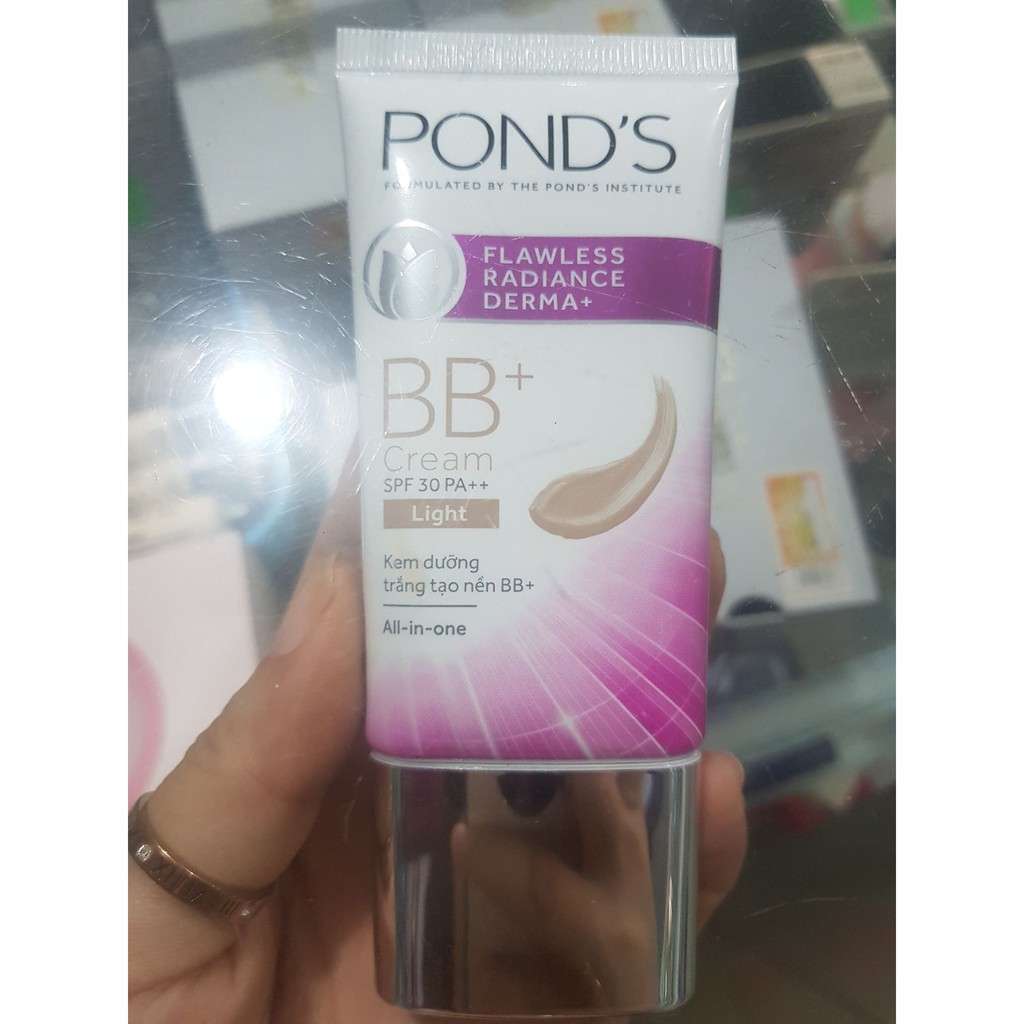 POND'S
FORMULATED BY THE POND'S INSTITUTE
FLAWLESS
RADIANCE
DERMA+
BB+
Cream
SPF 30 PA++
Light
Kem dưỡng
trắng tạo nền BB+
All-in-one